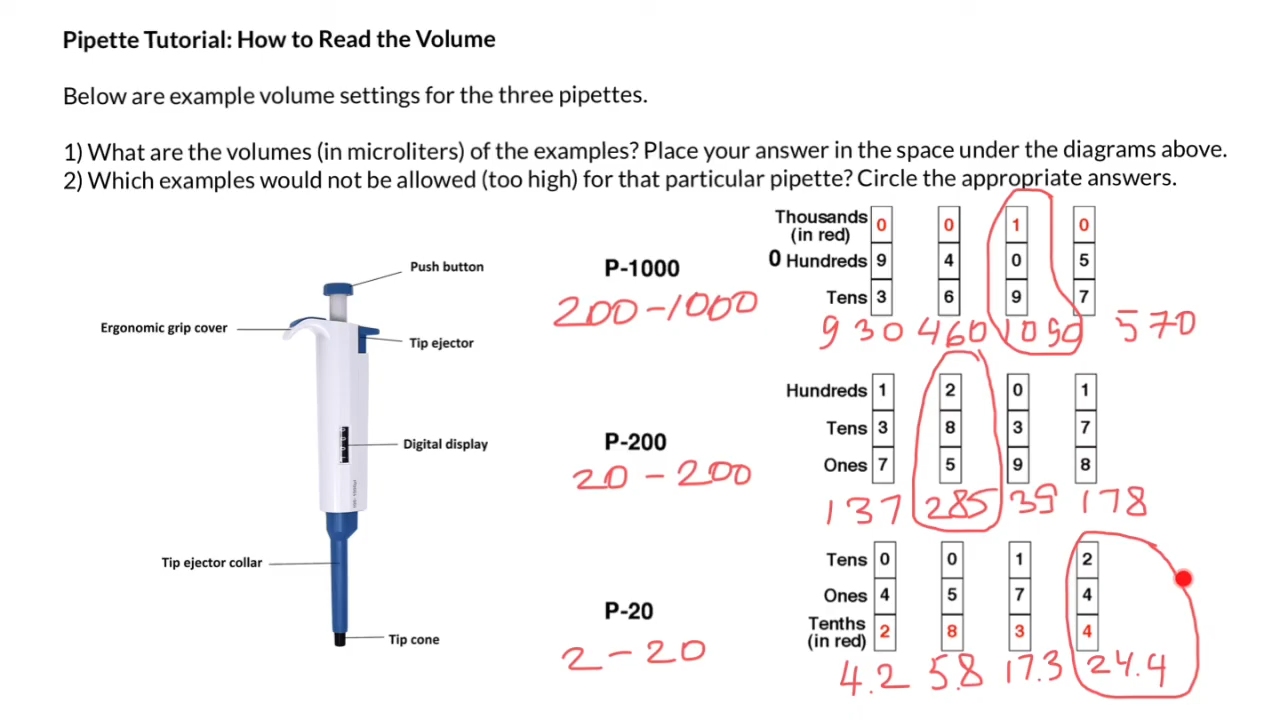 Pipette Tutorial: How to Read the Volume
Below are example volume settings for the three pipettes.
1) What are the volumes (in microliters) of the examples? Place your answer in the space under the diagrams above.
2) Which examples would not be allowed (too high) for that particular pipette? Circle the appropriate answers.
Push button
Ergonomic grip cover
Tip ejector
Digital display
Tip ejector collar
Tip cone
P-1000
200-1000
Thousands 0 0 1 0
(in red)
0 Hundreds 9 4 0 5
Tens 3 6 9 7
930 460 1090 570
P-200
20-200
Hundreds 1 2 0 1
Tens 3 8 3 7
Ones 7 5 9 8
137 285 39 178
P-20
2-20
Tens 0 0 1 2
Ones 4 5 7 4
Tenths 2 8 3 4
(in red)
4.2 5.8 17.3 24.4